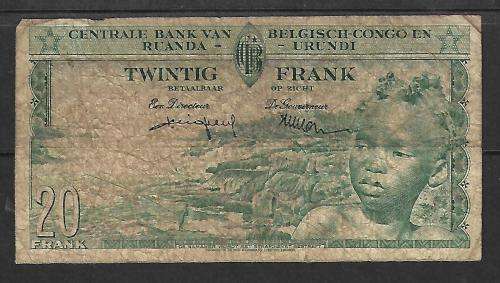 CENTRALE BANK VAN BELGISCH-CONGO EN
RUANDA - URUNDI
TWINTIG FRANK
BETAALBAAR OP ZICHT
Een Directeur De Gouverneur
20
FRANK